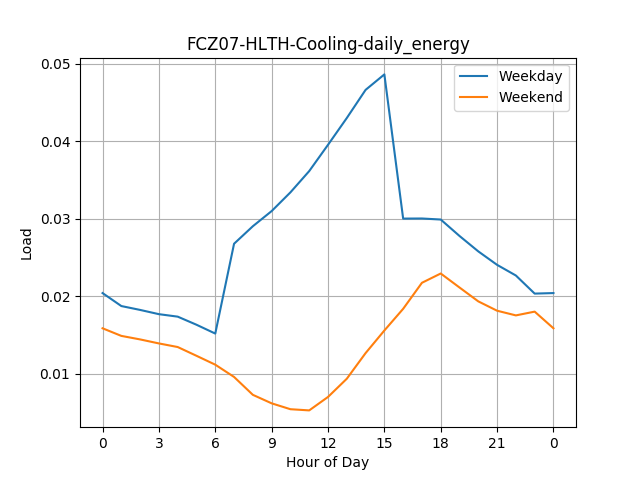 FCZ07-HLTH-Cooling-daily_energy
0.05
0.04
0.03
0.02
0.01
Load
Weekday
Weekend
0 3 6 9 12 15 18 21 0
Hour of Day